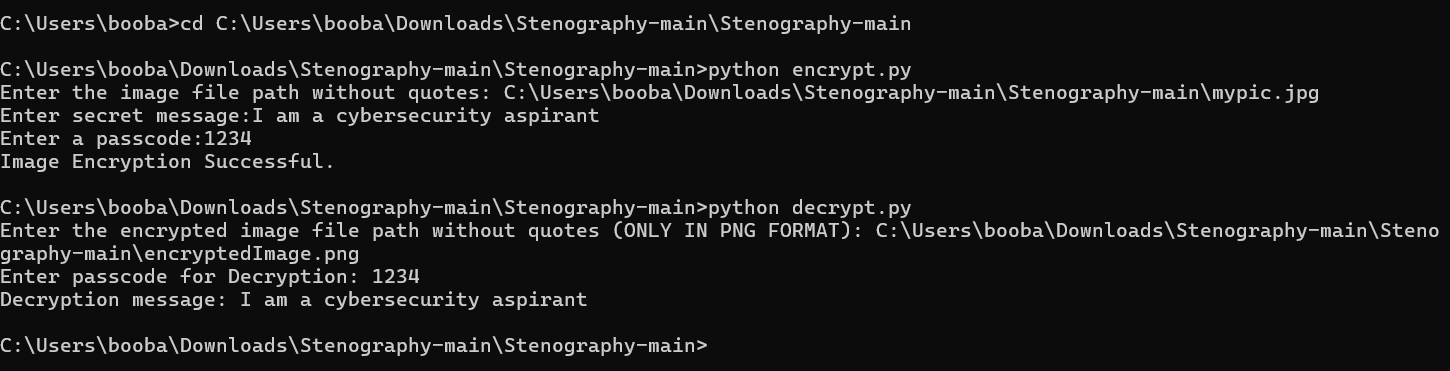 C:\Users\booba>cd C:\Users\booba\Downloads\Stenography-main\Stenography-main
C:\Users\booba\Downloads\Stenography-main\Stenography-main>python encrypt.py
Enter the image file path without quotes: C:\Users\booba\Downloads\Stenography-main\Stenography-main\mypic.jpg
Enter secret message:I am a cybersecurity aspirant
Enter a passcode:1234
Image Encryption Successful.
C:\Users\booba\Downloads\Stenography-main\Stenography-main>python decrypt.py
Enter the encrypted image file path without quotes (ONLY IN PNG FORMAT): C:\Users\booba\Downloads\Stenography-main\Steno
graphy-main\encryptedImage.png
Enter passcode for Decryption: 1234
Decryption message: I am a cybersecurity aspirant
C:\Users\booba\Downloads\Stenography-main\Stenography-main>